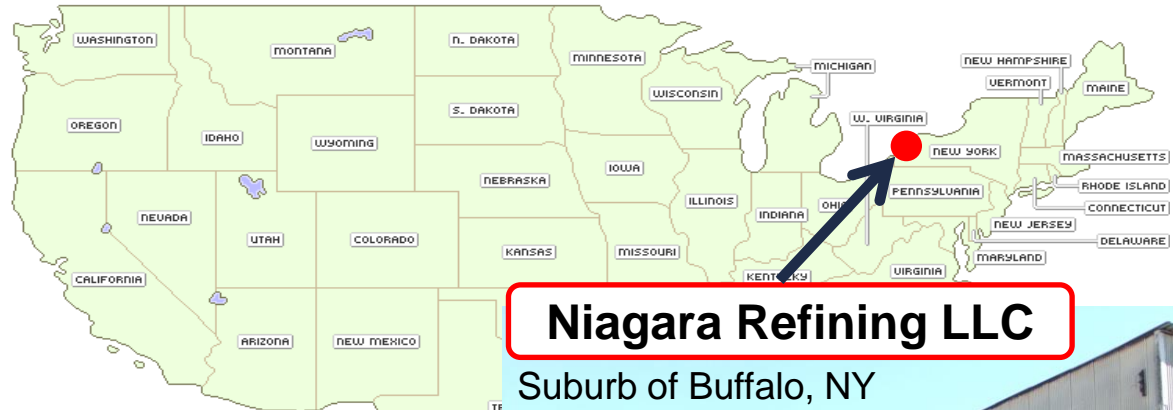 WASHINGTON
MONTANA
N. DAKOTA
MINNESOTA
MICHIGAN
NEW HAMPSHIRE
VERMONT
MAINE
OREGON
IDAHO
WYOMING
S. DAKOTA
WISCONSIN
W. VIRGINIA
NEW YORK
MASSACHUSETTS
NEBRASKA
IOWA
PENNSYLVANIA
RHODE ISLAND
NEVADA
UTAH
COLORADO
ILLINOIS
INDIANA
OHIO
CONNECTICUT
NEW JERSEY
KANSAS
MISSOURI
DELAWARE
MARYLAND
CALIFORNIA
KENTUCKY
VIRGINIA
ARIZONA
NEW MEXICO
Niagara Refining LLC
Suburb of Buffalo, NY